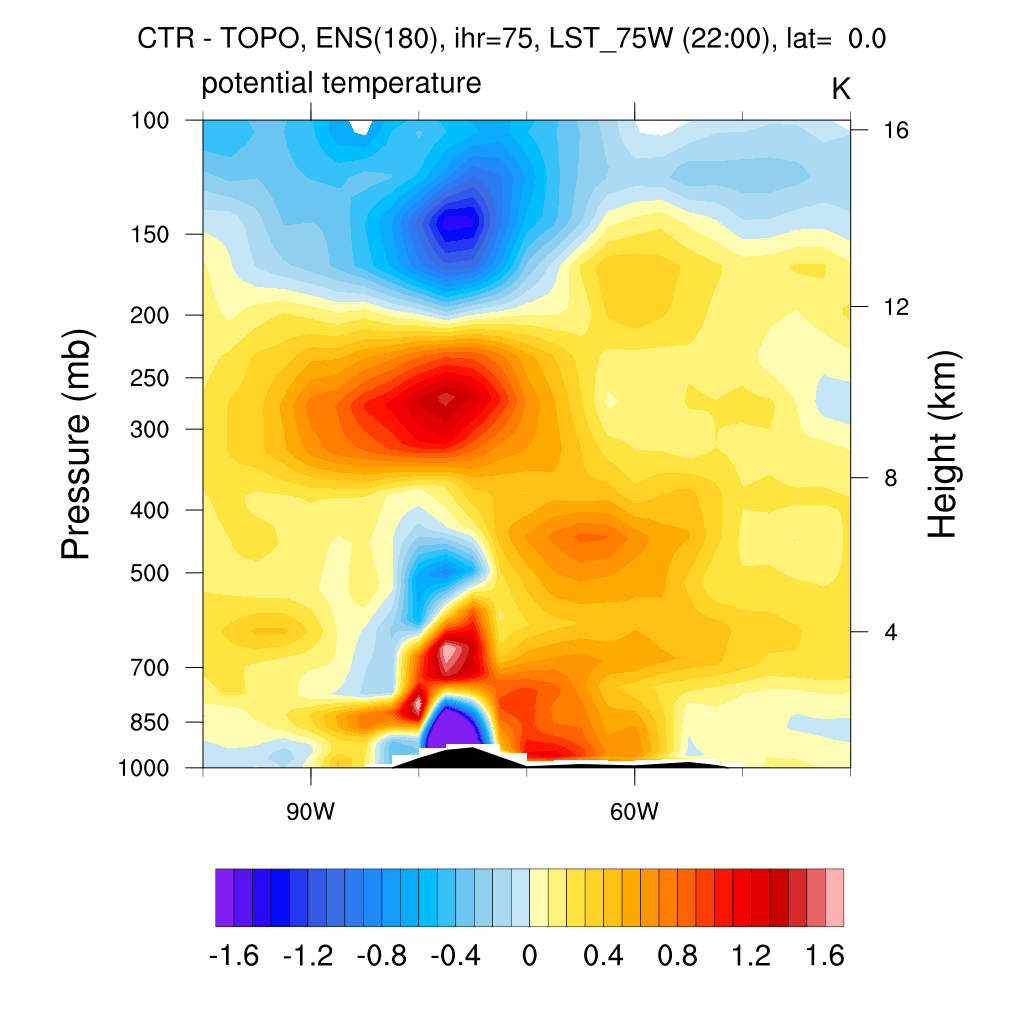 CTR - TOPO, ENS(180), ihr=75, LST_75W (22:00), lat=  0.0
potential temperature K
100
150
200
250
300
400
500
700
850
1000
Pressure (mb)
16
12
8
4
Height (km)
90W 60W
-1.6 -1.2 -0.8 -0.4 0 0.4 0.8 1.2 1.6